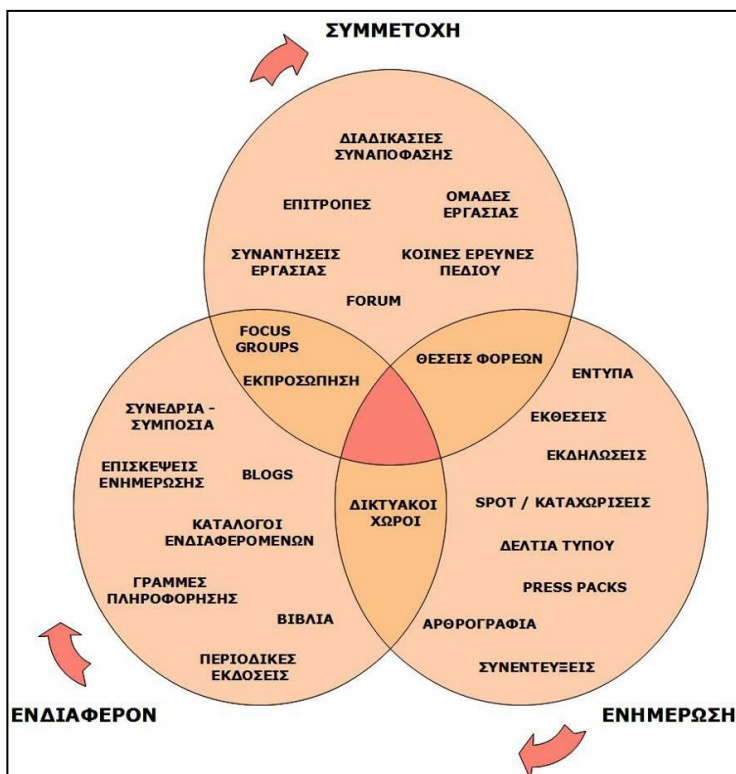 ΣΥΜΜΕΤΟΧΗ
ΔΙΑΔΙΚΑΣΙΕΣ
ΣΥΝΑΠΟΦΑΣΗΣ
ΕΠΙΤΡΟΠΕΣ
ΟΜΑΔΕΣ
ΕΡΓΑΣΙΑΣ
ΣΥΝΑΝΤΗΣΕΙΣ
ΕΡΓΑΣΙΑΣ
ΚΟΙΝΕΣ ΕΡΕΥΝΕΣ
ΠΕΔΙΟΥ
FORUM
FOCUS
GROUPS
ΕΚΠΡΟΣΩΠΗΣΗ
ΘΕΣΕΙΣ ΦΟΡΕΩΝ
ΣΥΝΕΔΡΙΑ -
ΣΥΜΠΟΣΙΑ
ΕΠΙΣΚΕΨΕΙΣ
ΕΝΗΜΕΡΩΣΗΣ
BLOGS
ΚΑΤΑΛΟΓΟΙ
ΕΝΔΙΑΦΕΡΟΜΕΝΩΝ
ΓΡΑΜΜΕΣ
ΠΛΗΡΟΦΟΡΗΣΗΣ
ΒΙΒΛΙΑ
ΠΕΡΙΟΔΙΚΕΣ
ΕΚΔΟΣΕΙΣ
ΔΙΚΤΥΑΚΟΙ
ΧΩΡΟΙ
ΕΝΤΥΠΑ
ΕΚΘΕΣΕΙΣ
ΕΚΔΗΛΩΣΕΙΣ
SPOT / ΚΑΤΑΧΩΡΙΣΕΙΣ
ΔΕΛΤΙΑ ΤΥΠΟΥ
PRESS PACKS
ΑΡΘΡΟΓΡΑΦΙΑ
ΣΥΝΕΝΤΕΥΞΕΙΣ
ΕΝΔΙΑΦΕΡΟΝ
ΕΝΗΜΕΡΩΣΗ